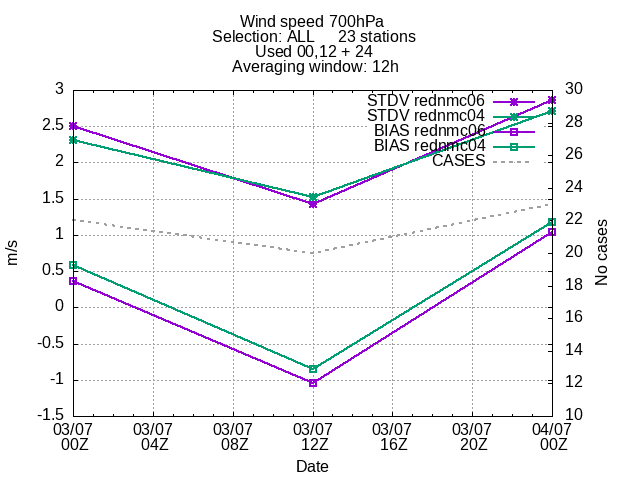 Wind speed 700hPa
Selection: ALL 23 stations
Used 00,12 + 24
Averaging window: 12h
STDV rednmc06
STDV rednmc04
BIAS rednmc06
BIAS rednmc04
CASES
3
2.5
2
1.5
1
0.5
0
-0.5
-1
-1.5
m/s
30
28
26
24
22
20
18
16
14
12
10
No cases
03/07 03/07 03/07 03/07 03/07 03/07 04/07
00Z 04Z 08Z 12Z 16Z 20Z 00Z
Date